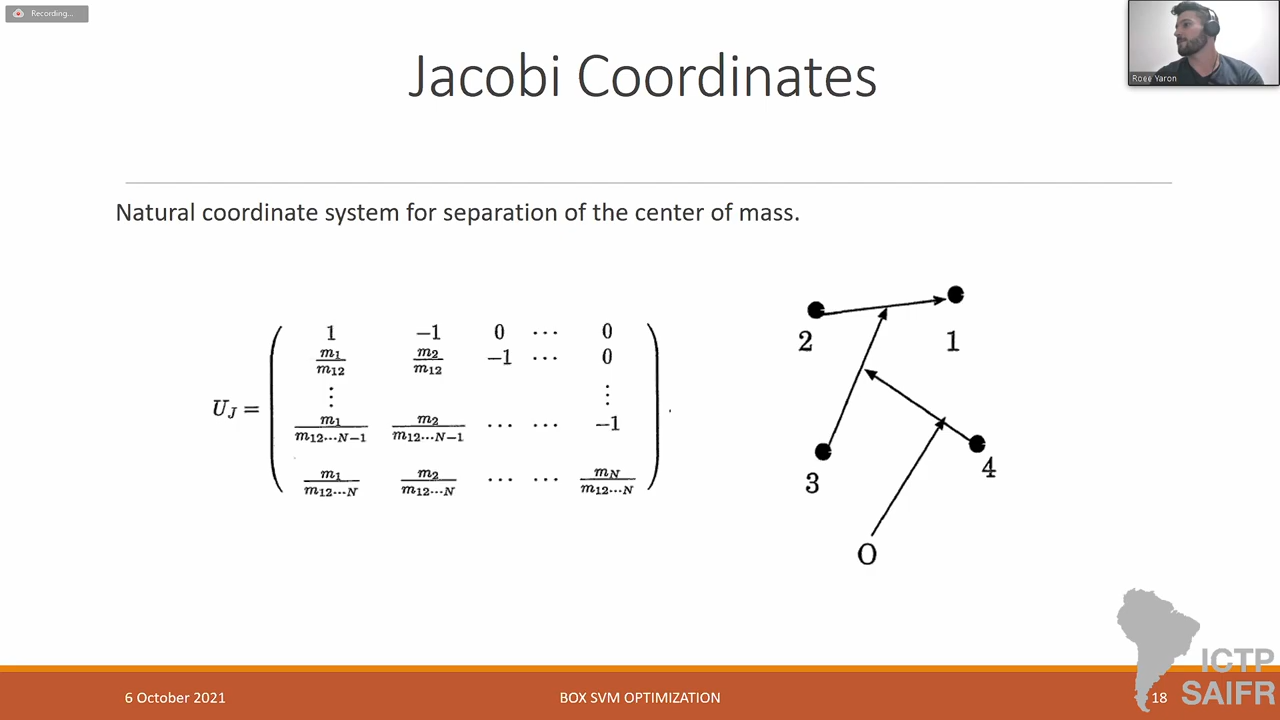 Recording...
Roee Yaron
Jacobi Coordinates
Natural coordinate system for separation of the center of mass.
1 −1 0 ⋯ 0
m₁/m₁₂ m₂/m₁₂ −1 ⋯ 0
⋮ ⋮
U_J =
m₁/m₁₂⋯N−1 m₂/m₁₂⋯N−1 ⋯ ⋯ −1
m₁/m₁₂⋯N m₂/m₁₂⋯N ⋯ ⋯ m_N/m₁₂⋯N
.
2 1
3 4
O
6 October 2021 BOX SVM OPTIMIZATION 18
ICTP
SAIFR